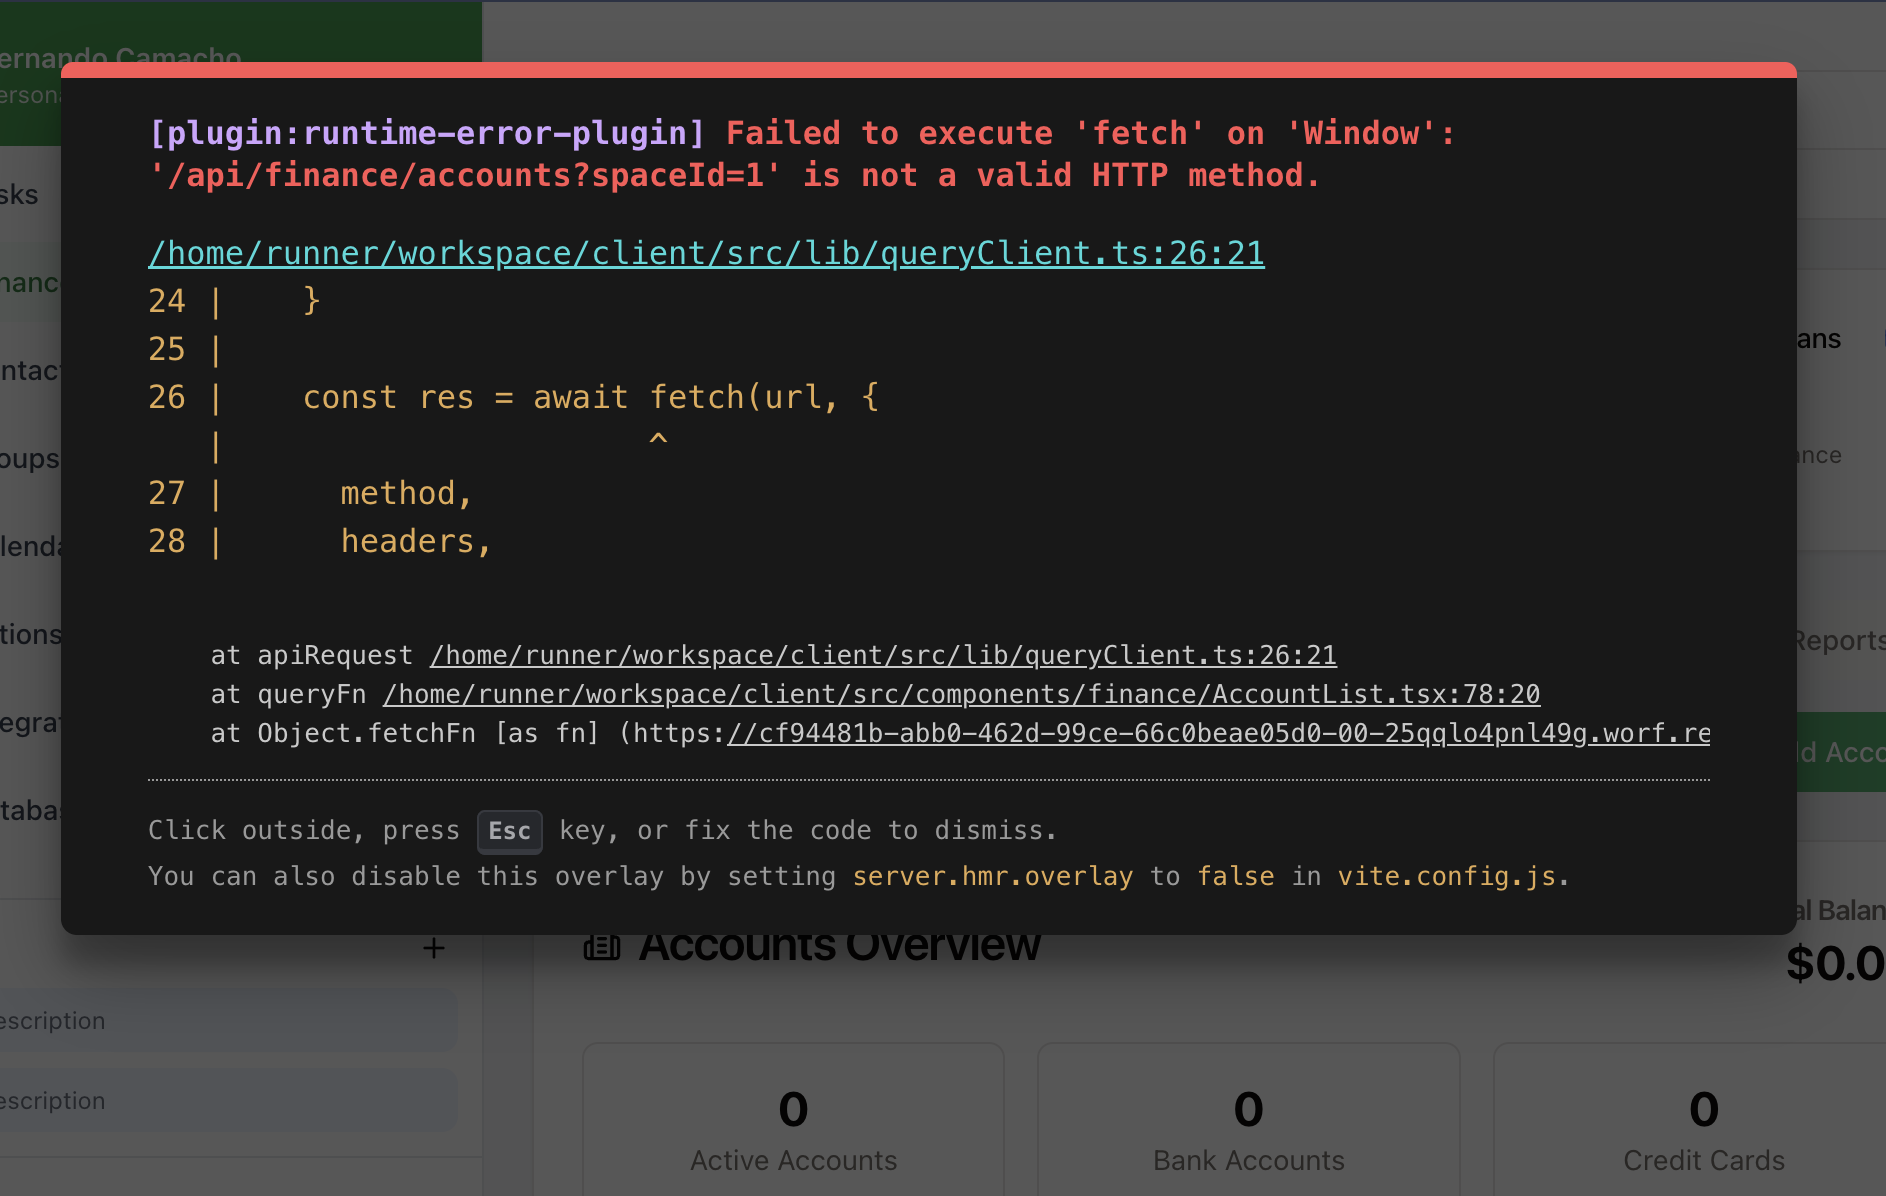 ernando Camacho
[plugin:runtime-error-plugin] Failed to execute 'fetch' on 'Window':
'/api/finance/accounts?spaceId=1' is not a valid HTTP method.
/home/runner/workspace/client/src/lib/queryClient.ts:26:21
24 |    }
25 |
26 |    const res = await fetch(url, {
   |                      ^
27 |      method,
28 |      headers,
at apiRequest /home/runner/workspace/client/src/lib/queryClient.ts:26:21
at queryFn /home/runner/workspace/client/src/components/finance/AccountList.tsx:78:20
at Object.fetchFn [as fn] (https://cf94481b-abb0-462d-99ce-66c0beae05d0-00-25qqlo4pnl49g.worf.re
Click outside, press Esc key, or fix the code to dismiss.
You can also disable this overlay by setting server.hmr.overlay to false in vite.config.js.
ersona
sks
nanc
ntac
oups
lenda
tions
egrat
tabas
ans
ance
Reports
d Acco
al Balan
$0.0
+
escription
escription
Accounts Overview
0
Active Accounts
0
Bank Accounts
0
Credit Cards